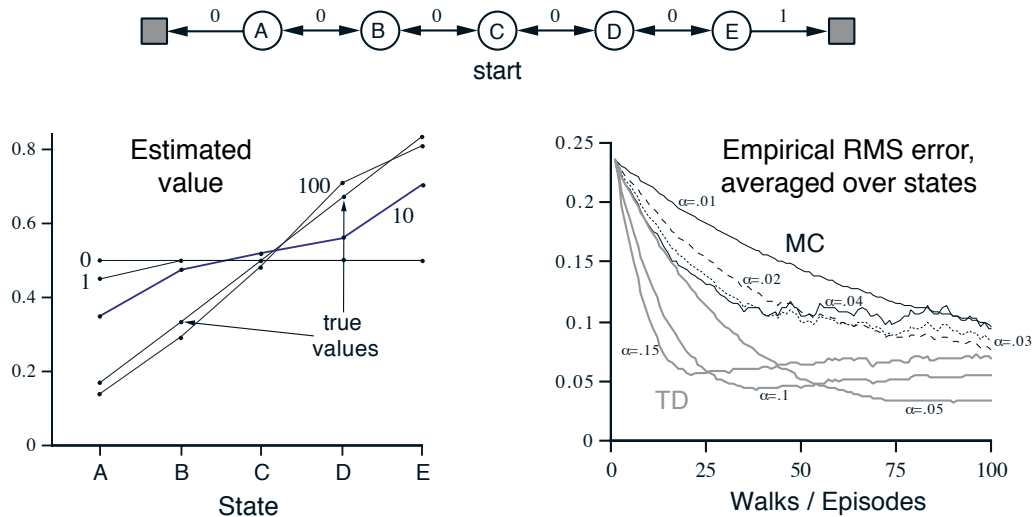 0 0 0 0 0 1
A B C D E
start
Estimated
value
0.8
0.6
0.4
0.2
0
0
1
100
10
true
values
A B C D E
State
Empirical RMS error,
averaged over states
0.25
0.2
0.15
0.1
0.05
0
α=.01
MC
α=.02
α=.04
α=.03
α=.15
TD
α=.1
α=.05
0 25 50 75 100
Walks / Episodes